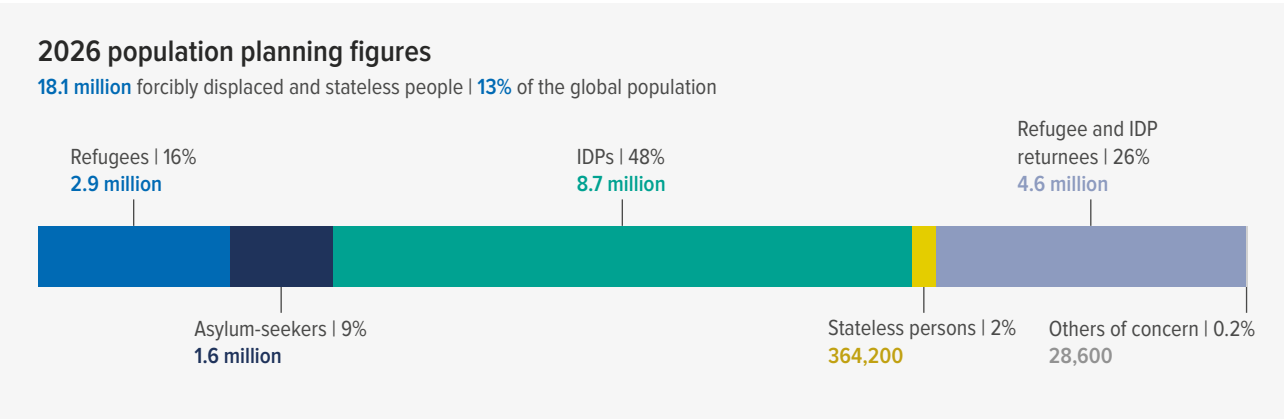 2026 population planning figures
18.1 million forcibly displaced and stateless people | 13% of the global population
Refugees | 16%
2.9 million
IDPs | 48%
8.7 million
Refugee and IDP
returnees | 26%
4.6 million
Asylum-seekers | 9%
1.6 million
Stateless persons | 2%
364,200
Others of concern | 0.2%
28,600